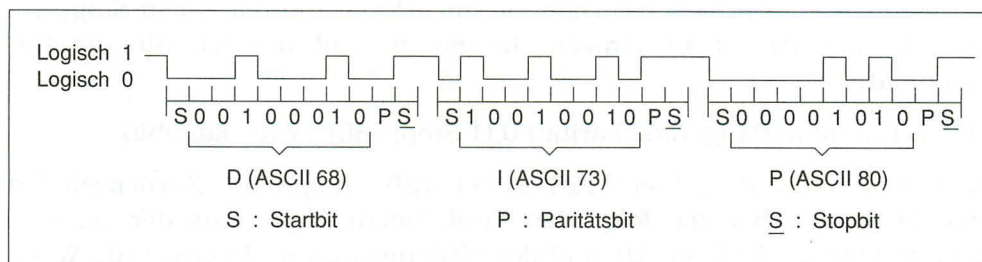 Logisch 1
Logisch 0
S 0 0 1 0 0 0 1 0 P S S 1 0 0 1 0 0 1 0 P S S 0 0 0 0 1 0 1 0 P S
D (ASCII 68) I (ASCII 73) P (ASCII 80)
S : Startbit P : Paritätsbit S : Stopbit